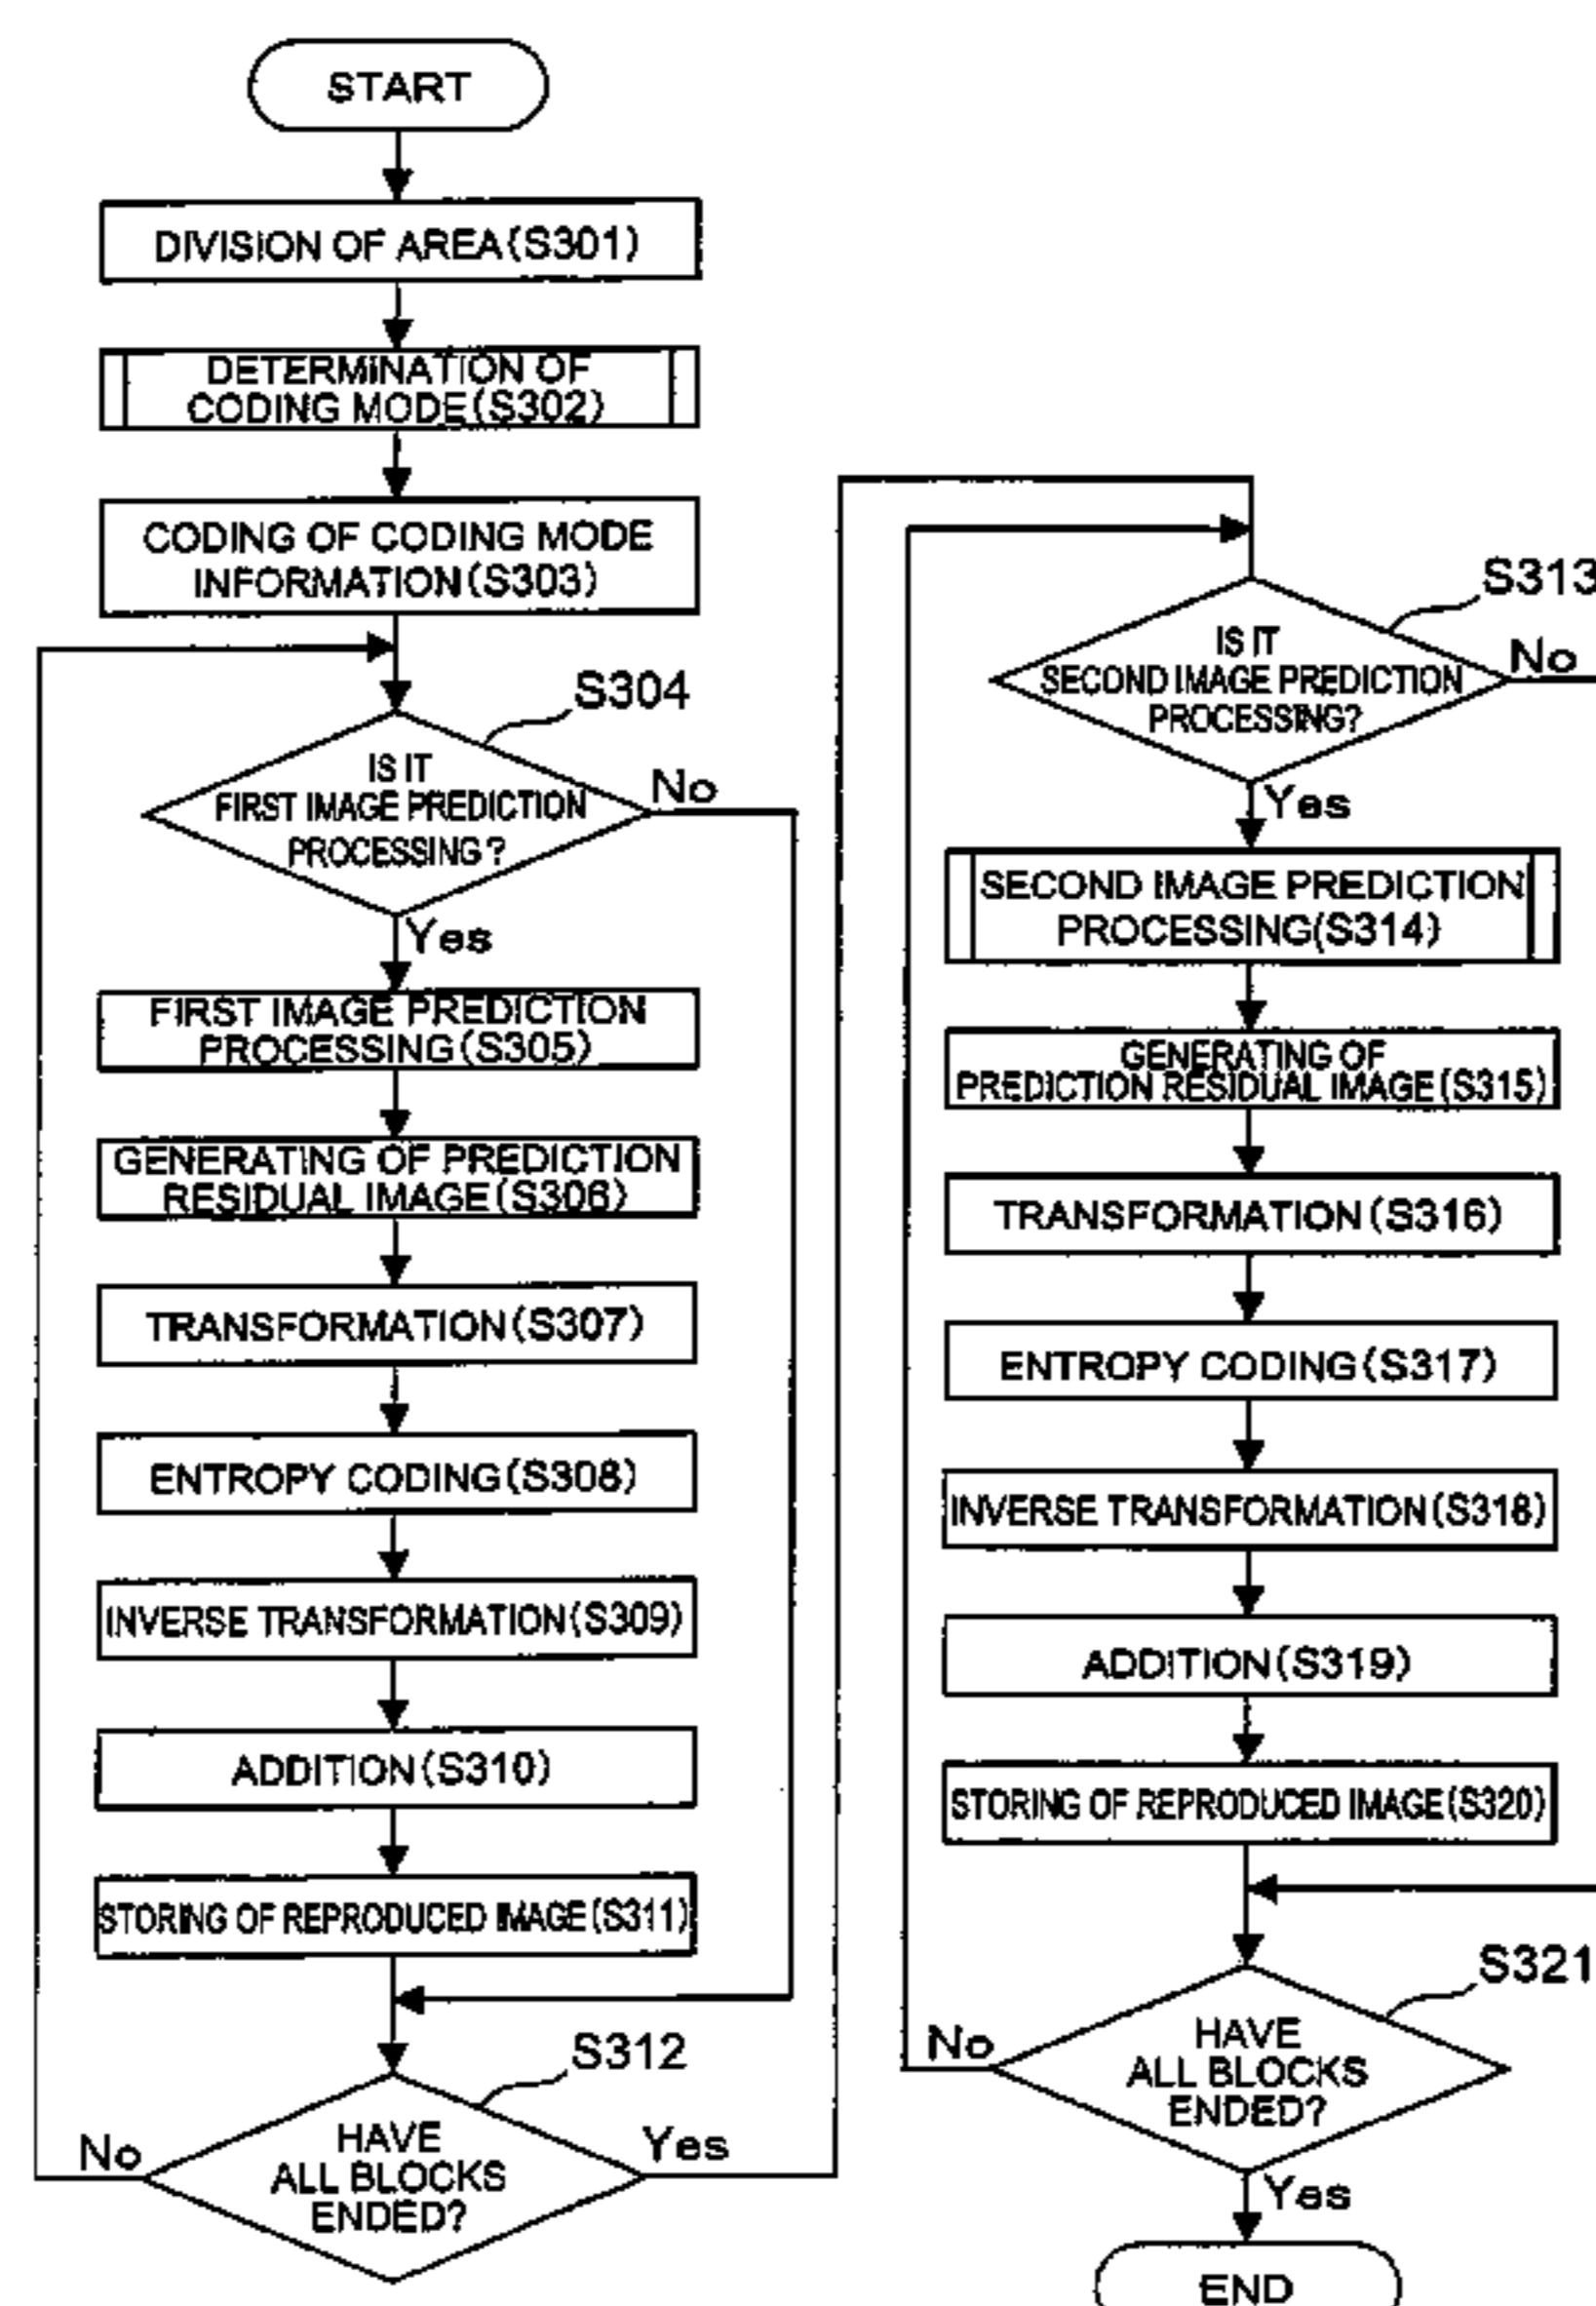 START
DIVISION OF AREA(S301)
DETERMINATION OF
CODING MODE(S302)
CODING OF CODING MODE
INFORMATION(S303)
S304
IS IT
FIRST IMAGE PREDICTION
PROCESSING?
No
Yes
FIRST IMAGE PREDICTION
PROCESSING(S305)
GENERATING OF PREDICTION
RESIDUAL IMAGE(S306)
TRANSFORMATION(S307)
ENTROPY CODING(S308)
INVERSE TRANSFORMATION(S309)
ADDITION(S310)
STORING OF REPRODUCED IMAGE(S311)
S312
HAVE
ALL BLOCKS
ENDED?
No
Yes
S313
IS IT
SECOND IMAGE PREDICTION
PROCESSING?
No
Yes
SECOND IMAGE PREDICTION
PROCESSING(S314)
GENERATING OF
PREDICTION RESIDUAL IMAGE(S315)
TRANSFORMATION(S316)
ENTROPY CODING(S317)
INVERSE TRANSFORMATION(S318)
ADDITION(S319)
STORING OF REPRODUCED IMAGE(S320)
S321
HAVE
ALL BLOCKS
ENDED?
No
Yes
END